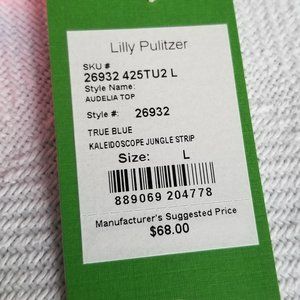 Lilly Pulitzer
SKU #
26932 425TU2 L
Style Name:
AUDELIA TOP
Style #: 26932
TRUE BLUE
KALEIDOSCOPE JUNGLE STRIP
Size: L
889069 204778
Manufacturer's Suggested Price
$68.00